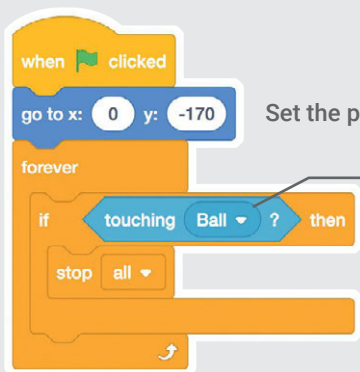 when clicked
go to x: 0 y: -170
Set the p
forever
if touching Ball ? then
stop all